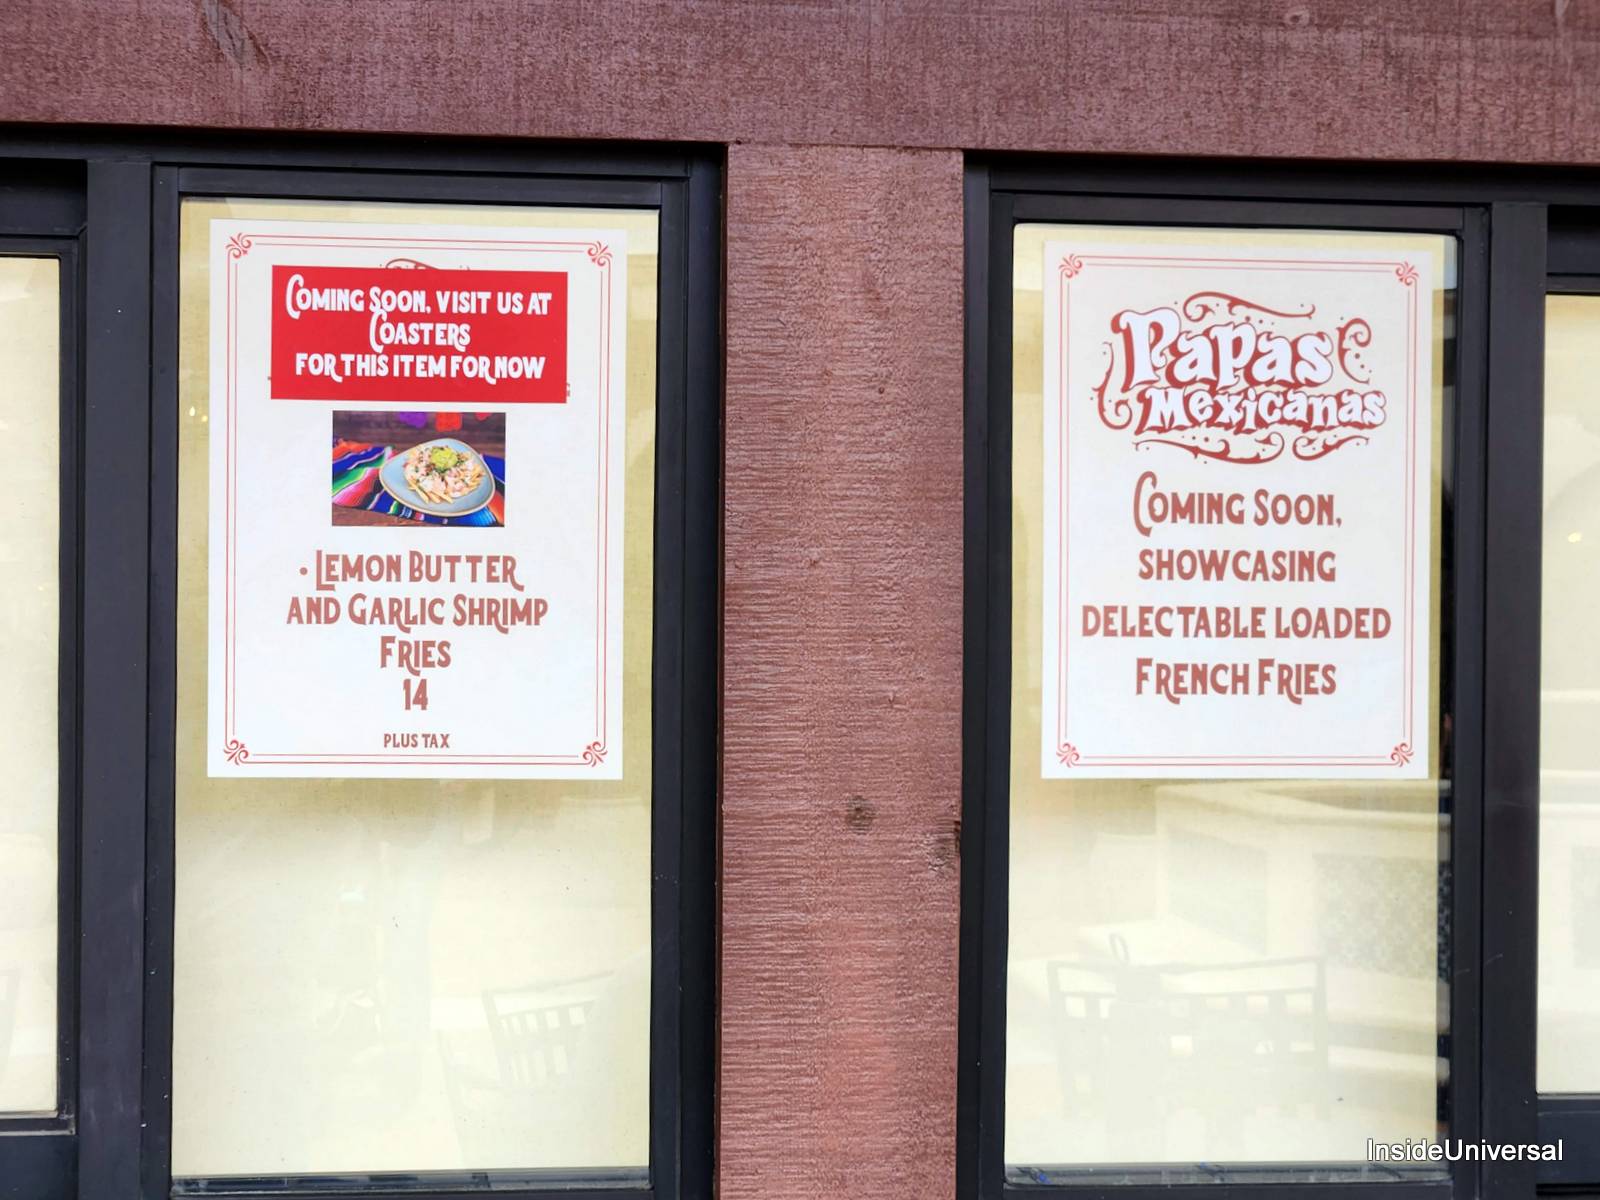 Coming Soon, visit us at
Coasters
for this item for now
• Lemon Butter
and Garlic Shrimp
Fries
14
plus tax
Papas
Mexicanas
Coming Soon,
showcasing
delectable loaded
French Fries
InsideUniversal